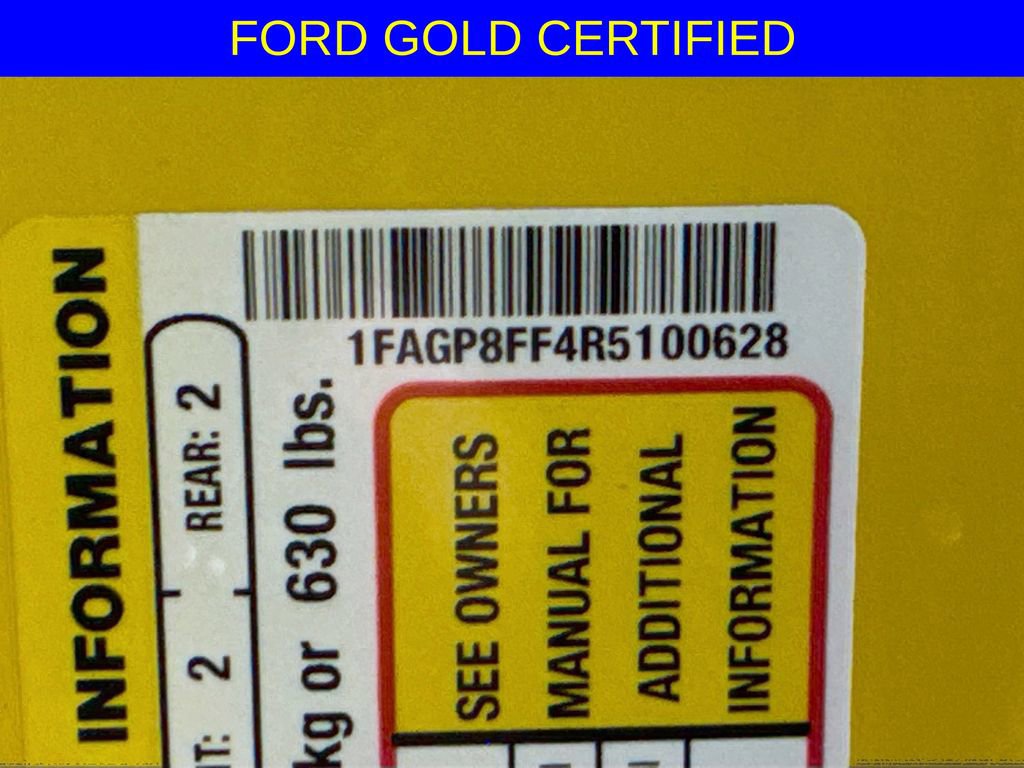 FORD GOLD CERTIFIED
1FAGP8FF4R5100628
INFORMATION
REAR: 2
2
kg or 630 lbs.
SEE OWNERS
MANUAL FOR
ADDITIONAL
INFORMATION